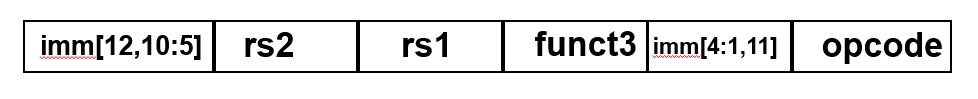 imm[12,10:5] rs2 rs1 funct3 imm[4:1,11] opcode